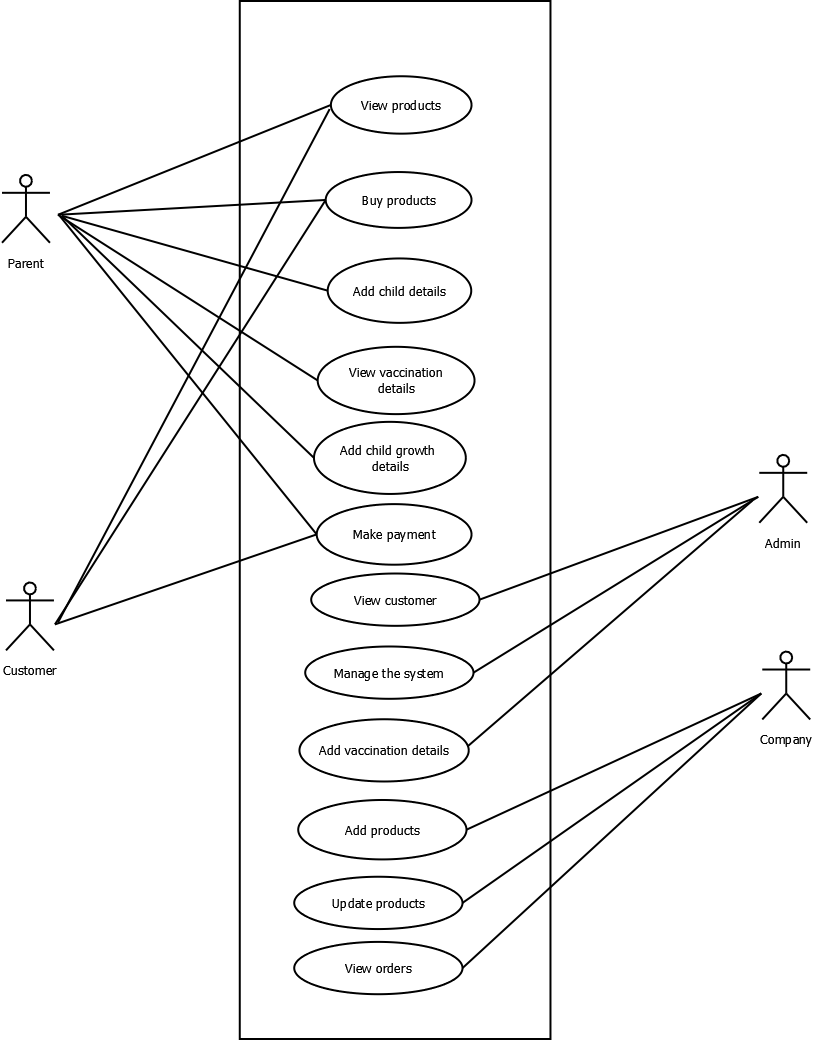 View products
Buy products
Parent
Add child details
View vaccination
details
Add child growth
details
Make payment
Admin
View customer
Customer
Manage the system
Company
Add vaccination details
Add products
Update products
View orders